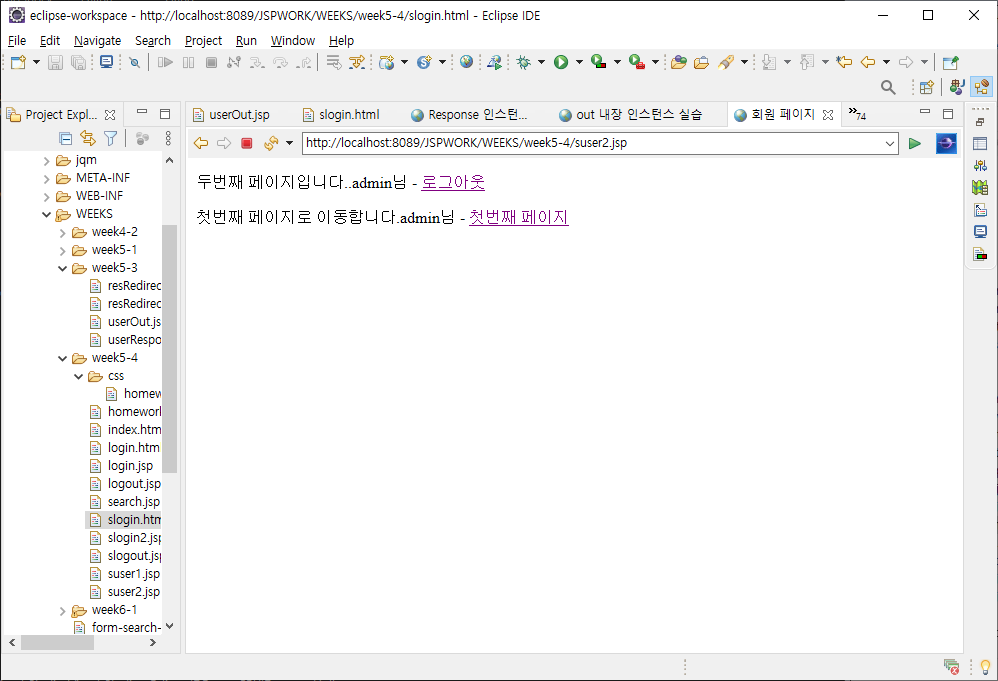 eclipse-workspace - http://localhost:8089/JSPWORK/WEEKS/week5-4/slogin.html - Eclipse IDE
File Edit Navigate Search Project Run Window Help
Project Expl...
userOut.jsp slogin.html Response 인스턴... out 내장 인스턴스 실습 회원 페이지 »74
http://localhost:8089/JSPWORK/WEEKS/week5-4/suser2.jsp
두번째 페이지입니다..admin님 - 로그아웃
첫번째 페이지로 이동합니다.admin님 - 첫번째 페이지
jqm
META-INF
WEB-INF
WEEKS
week4-2
week5-1
week5-3
resRedirec
resRedirec
userOut.js
userRespo
week5-4
css
homew
homework
index.htm
login.htm
login.jsp
logout.jsp
search.jsp
slogin.htm
slogin2.jsp
slogout.jsp
suser1.jsp
suser2.jsp
week6-1
form-search-